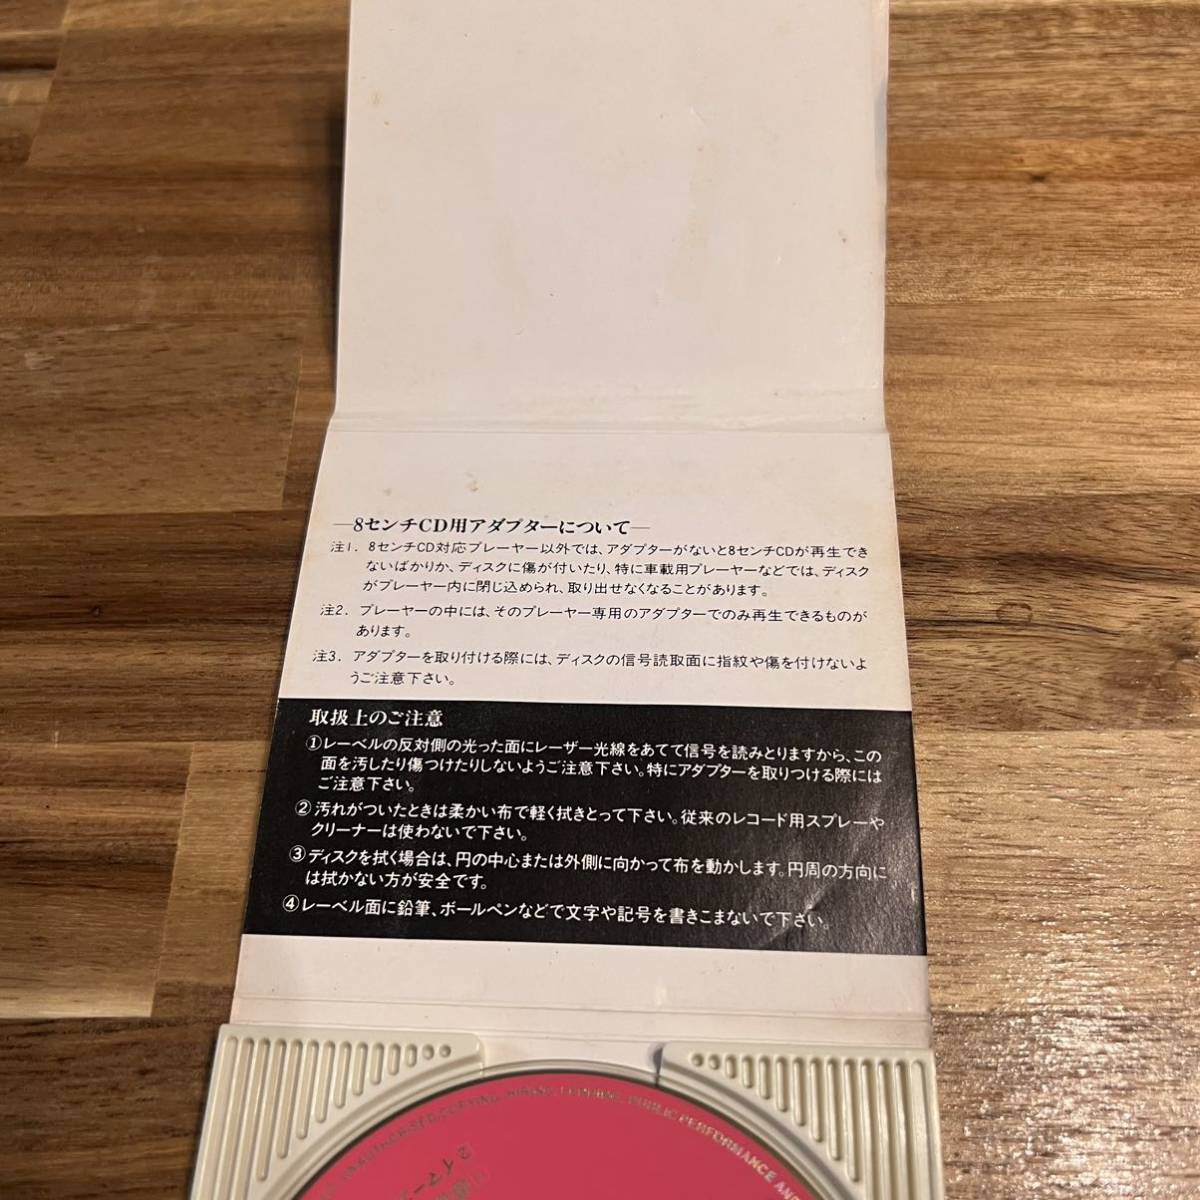 ―8センチCD用アダプターについて―
注1. 8センチCD対応プレーヤー以外では、アダプターがないと8センチCDが再生でき
ないばかりか、ディスクに傷が付いたり、特に車載用プレーヤーなどでは、ディスク
がプレーヤー内に閉じ込められ、取り出せなくなることがあります。
注2. プレーヤーの中には、そのプレーヤー専用のアダプターでのみ再生できるものが
あります。
注3. アダプターを取り付ける際には、ディスクの信号読取面に指紋や傷を付けないよ
うご注意下さい。
取扱上のご注意
①レーベルの反対側の光った面にレーザー光線をあてて信号を読みとりますから、この
面を汚したり傷つけたりしないようご注意下さい。特にアダプターを取りつける際には
ご注意下さい。
②汚れがついたときは柔かい布で軽く拭きとって下さい。従来のレコード用スプレーや
クリーナーは使わないで下さい。
③ディスクを拭く場合は、円の中心または外側に向かって布を動かします。円周の方向に
は拭かない方が安全です。
④レーベル面に鉛筆、ボールペンなどで文字や記号を書きこまないで下さい。
UNAUTHORISED COPYING, HIRING, LENDING, PUBLIC PERFORMANCE AND
2 イマー